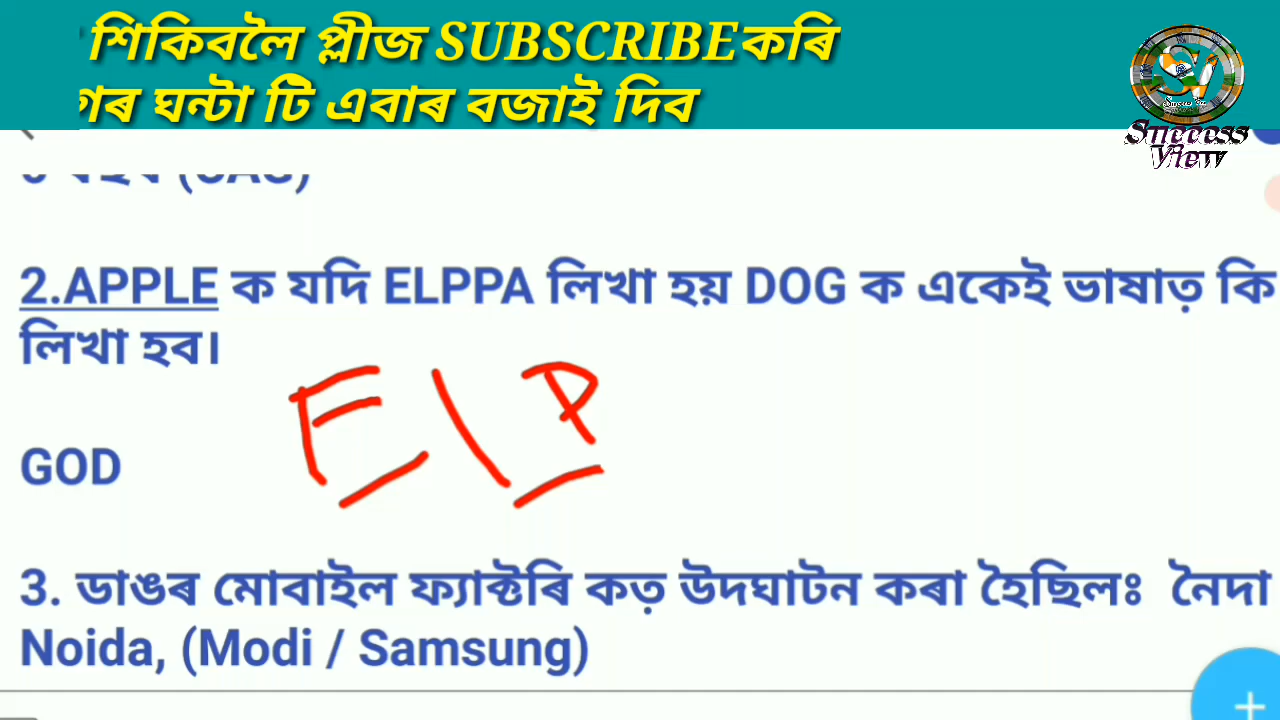 শিকিবলৈ প্লীজ SUBSCRIBE কৰি
ঘন্টা টি এবাৰ বজাই দিব
Success
View
2.APPLE ক যদি ELPPA লিখা হয় DOG ক একেই ভাষাত় কি
লিখা হব।
ELP
GOD
3. ডাঙৰ মোবাইল ফ্যাক্টৰি কত় উদঘাটন কৰা হৈছিলঃ নৈদা
Noida, (Modi / Samsung)